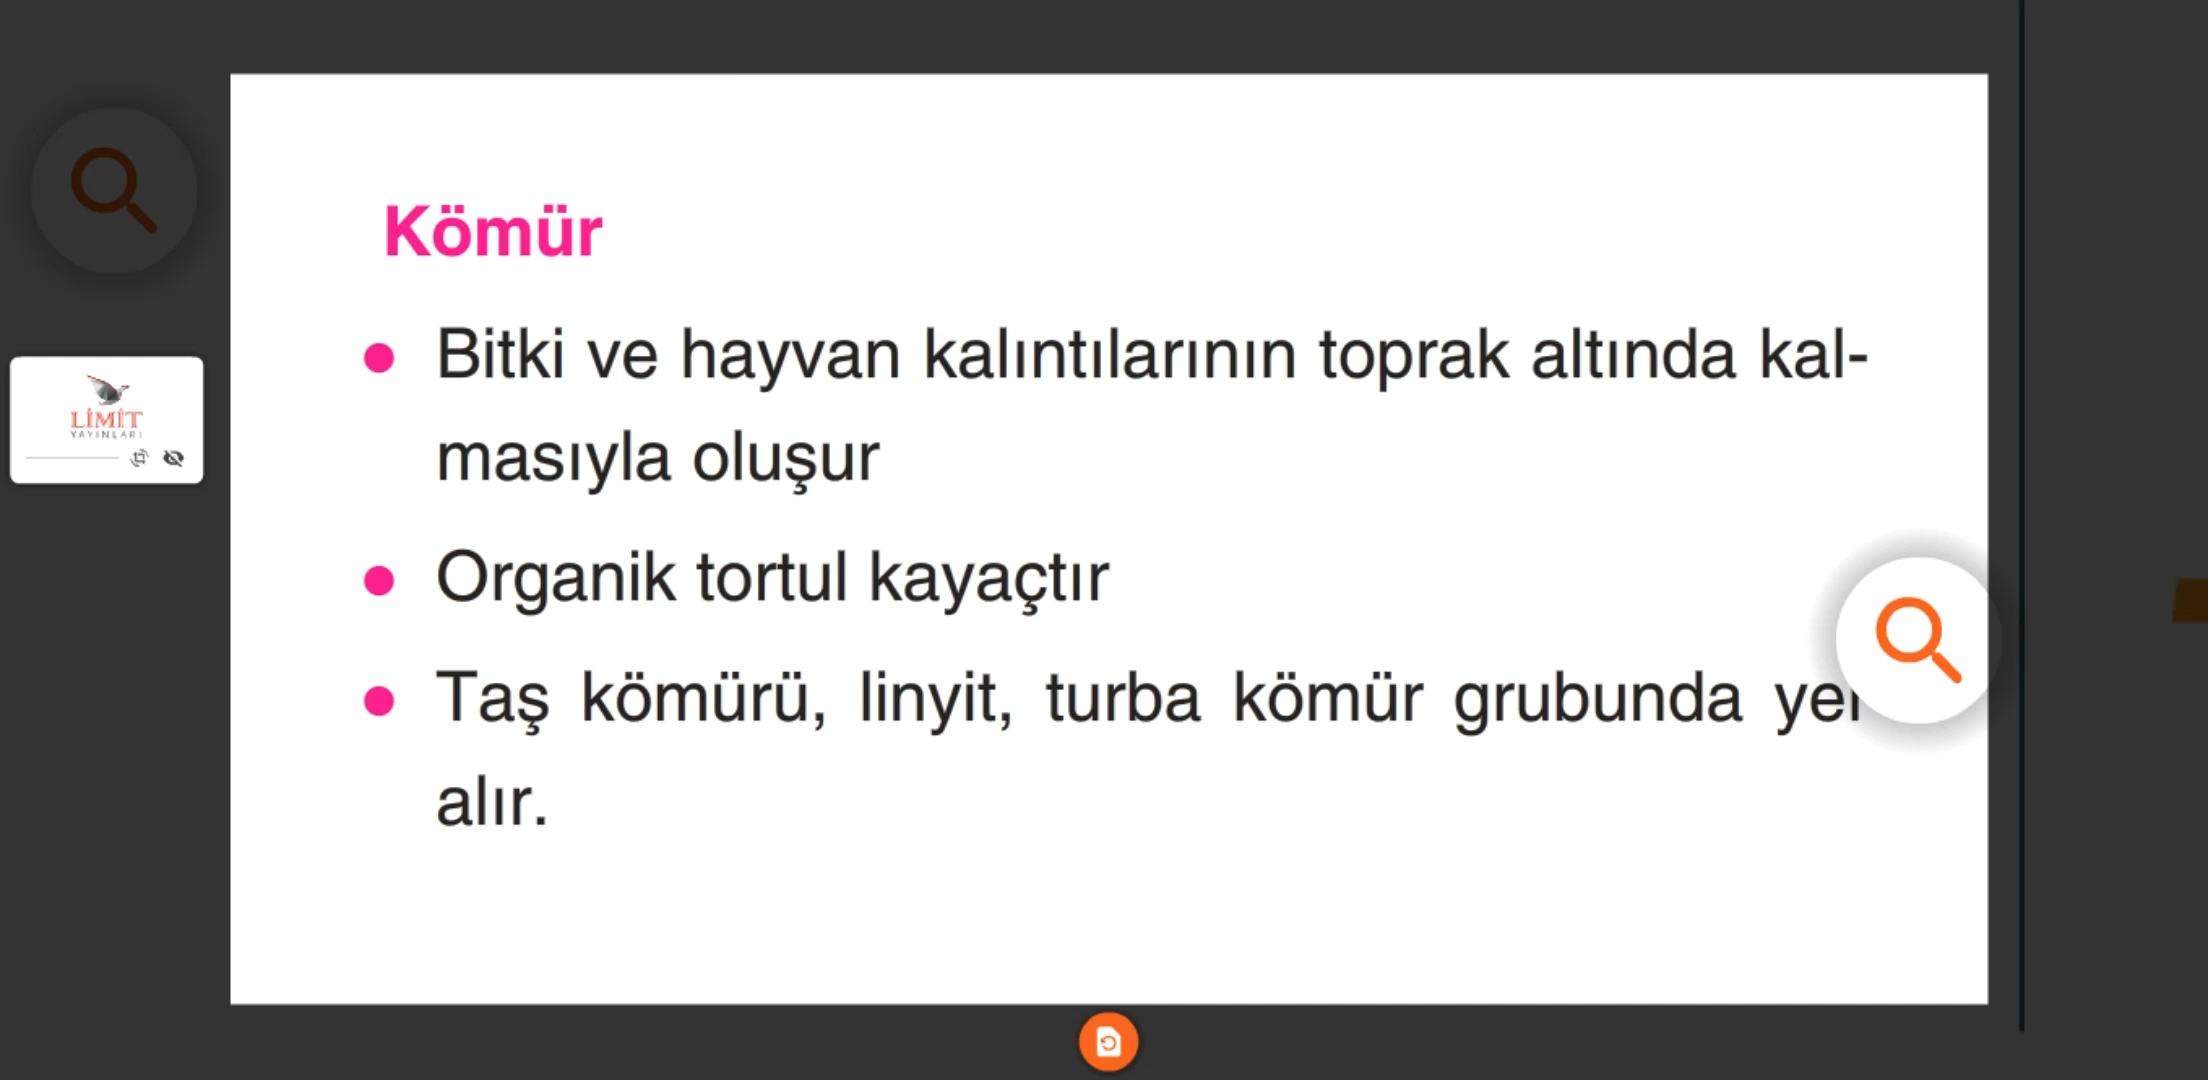 Kömür
Bitki ve hayvan kalıntılarının toprak altında kal-
masıyla oluşur
Organik tortul kayaçtır
Taş kömürü, linyit, turba kömür grubunda yer
alır.
LİMİT
YAYINLARI